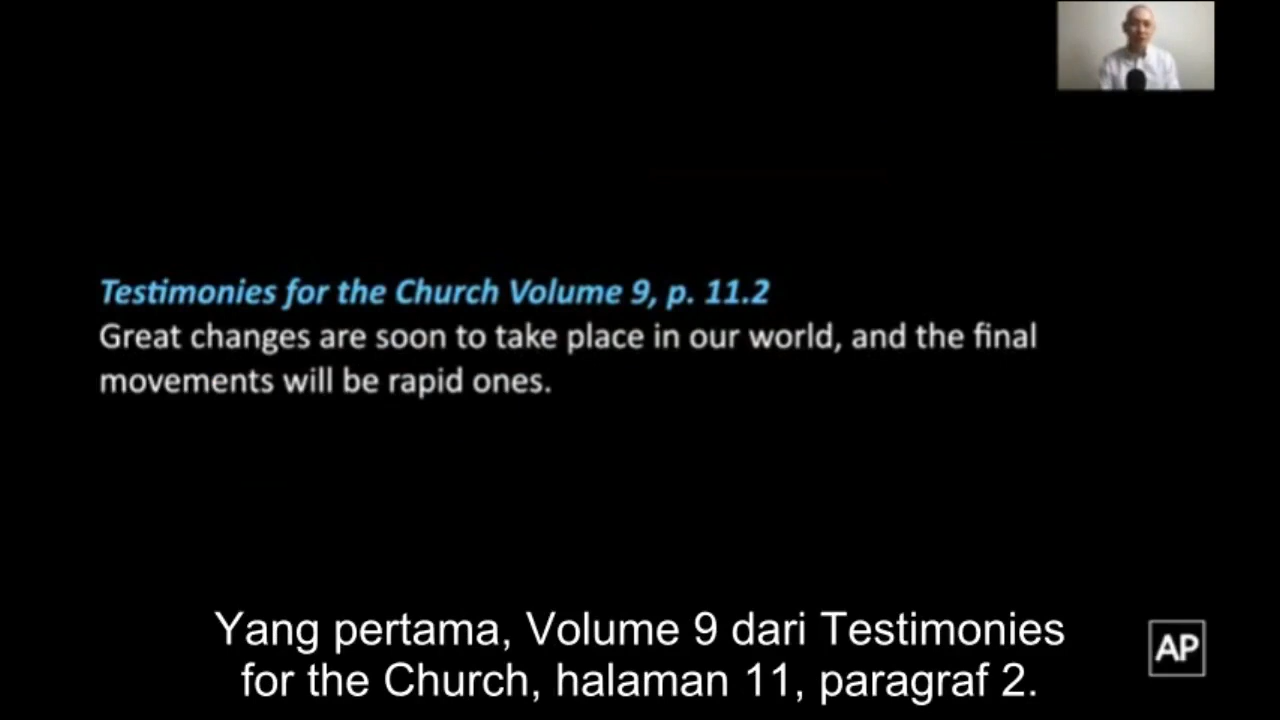 Testimonies for the Church Volume 9, p. 11.2
Great changes are soon to take place in our world, and the final
movements will be rapid ones.
Yang pertama, Volume 9 dari Testimonies
for the Church, halaman 11, paragraf 2.
AP